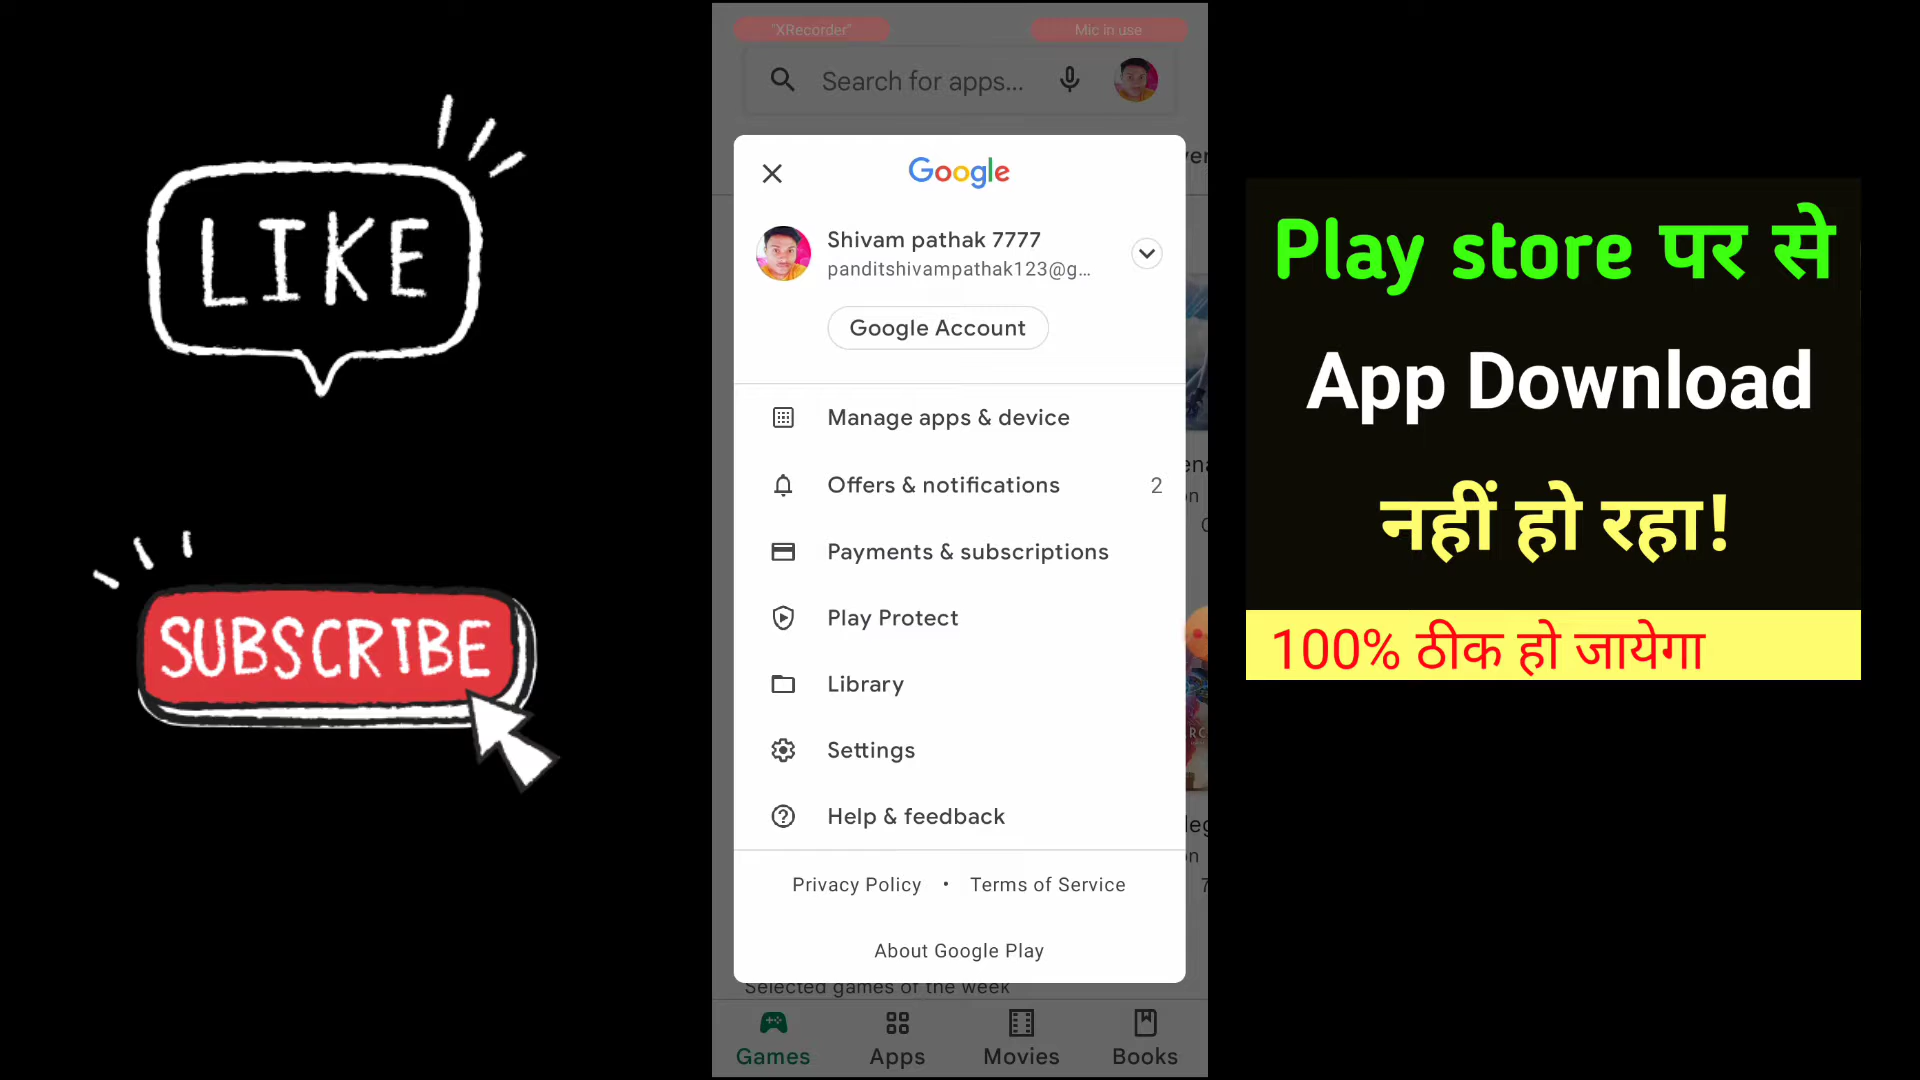 LIKE
SUBSCRIBE
"XRecorder"
Mic in use
Search for apps...
Google
Shivam pathak 7777
panditshivampathak123@g...
Google Account
Manage apps & device
Offers & notifications 2
Payments & subscriptions
Play Protect
Library
Settings
Help & feedback
Privacy Policy • Terms of Service
About Google Play
Selected games of the week
Games Apps Movies Books
Play store पर से
App Download
नहीं हो रहा!
100% ठीक हो जायेगा